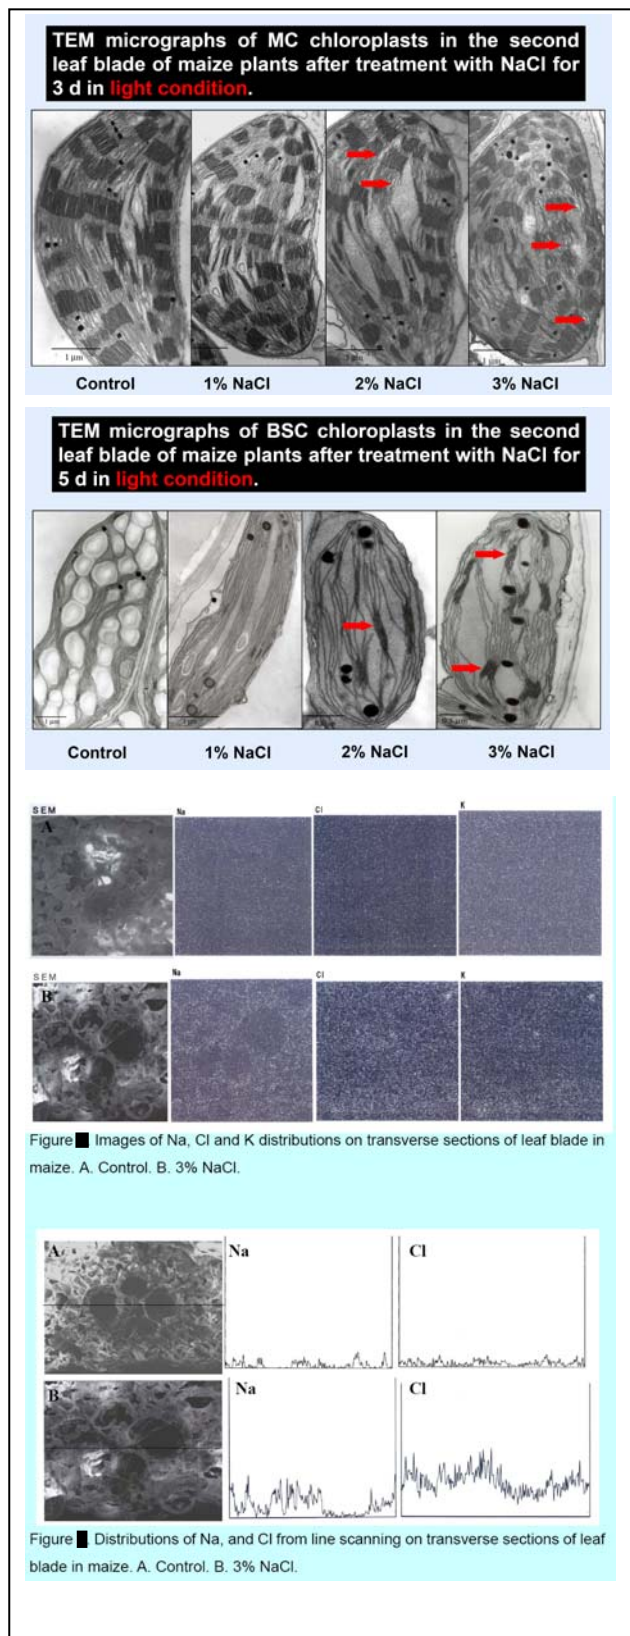 TEM micrographs of MC chloroplasts in the second
leaf blade of maize plants after treatment with NaCl for
3 d in light condition.
1 µm
Control 1% NaCl 2% NaCl 3% NaCl
TEM micrographs of BSC chloroplasts in the second
leaf blade of maize plants after treatment with NaCl for
5 d in light condition.
Control 1% NaCl 2% NaCl 3% NaCl
SEM Na Cl K
A
SEM Na Cl K
B
Figure Images of Na, Cl and K distributions on transverse sections of leaf blade in
maize. A. Control. B. 3% NaCl.
A Na Cl
B Na Cl
Figure Distributions of Na, and Cl from line scanning on transverse sections of leaf
blade in maize. A. Control. B. 3% NaCl.